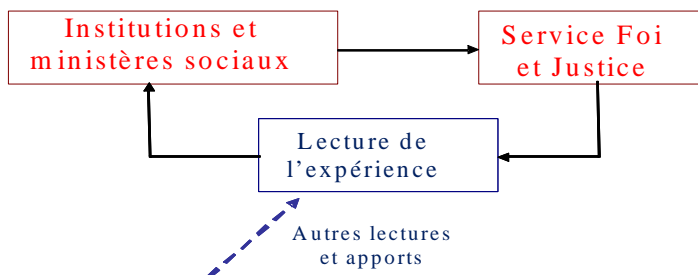 Institutions et
ministères sociaux
Service Foi
et Justice
Lecture de
l'expérience
Autres lectures
et apports